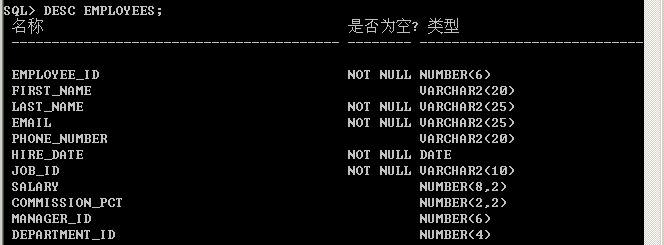 SQL> DESC EMPLOYEES;
名称 是否为空? 类型
----------------------------------------- -------- ----------------------------
EMPLOYEE_ID NOT NULL NUMBER(6)
FIRST_NAME VARCHAR2(20)
LAST_NAME NOT NULL VARCHAR2(25)
EMAIL NOT NULL VARCHAR2(25)
PHONE_NUMBER VARCHAR2(20)
HIRE_DATE NOT NULL DATE
JOB_ID NOT NULL VARCHAR2(10)
SALARY NUMBER(8,2)
COMMISSION_PCT NUMBER(2,2)
MANAGER_ID NUMBER(6)
DEPARTMENT_ID NUMBER(4)